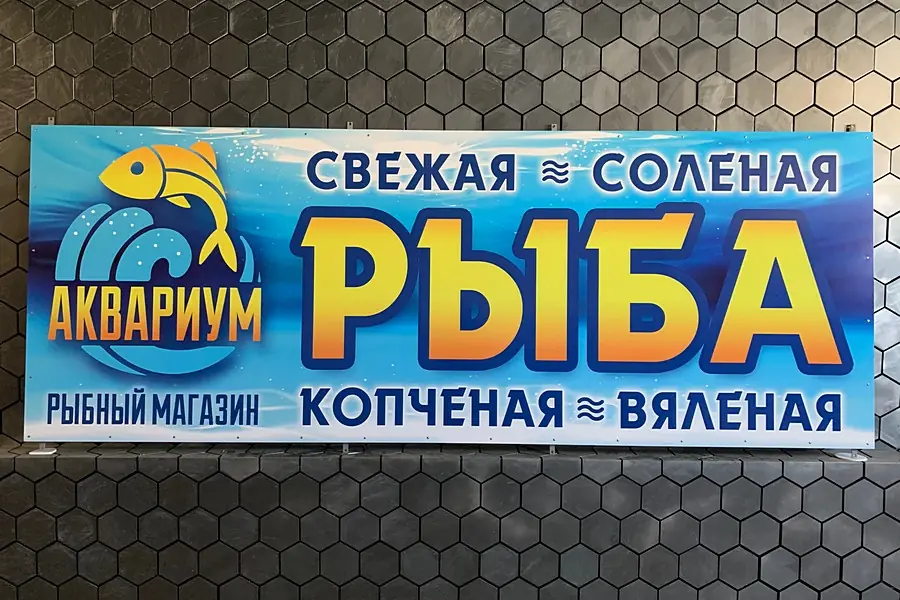 АКВАРИУМ
РЫБНЫЙ МАГАЗИН
СВЕЖАЯ ≈ СОЛЕНАЯ
РЫБА
КОПЧЕНАЯ ≈ ВЯЛЕНАЯ